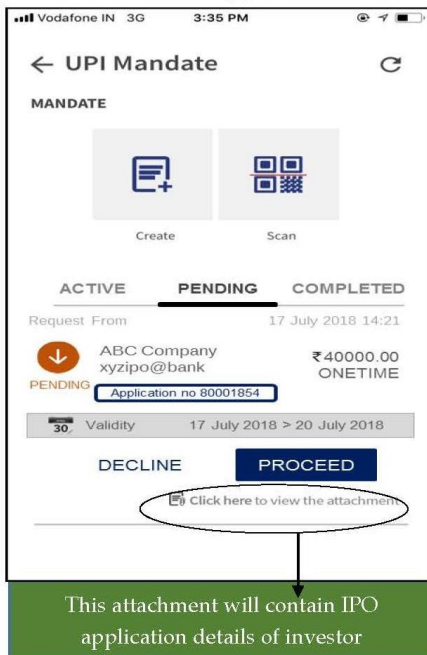 Vodafone IN 3G 3:35 PM
← UPI Mandate
MANDATE
Create Scan
ACTIVE PENDING COMPLETED
Request From 17 July 2018 14:21
ABC Company ₹40000.00
xyzipo@bank ONETIME
PENDING
Application no 80001854
30 Validity 17 July 2018 > 20 July 2018
DECLINE PROCEED
Click here to view the attachment
This attachment will contain IPO
application details of investor